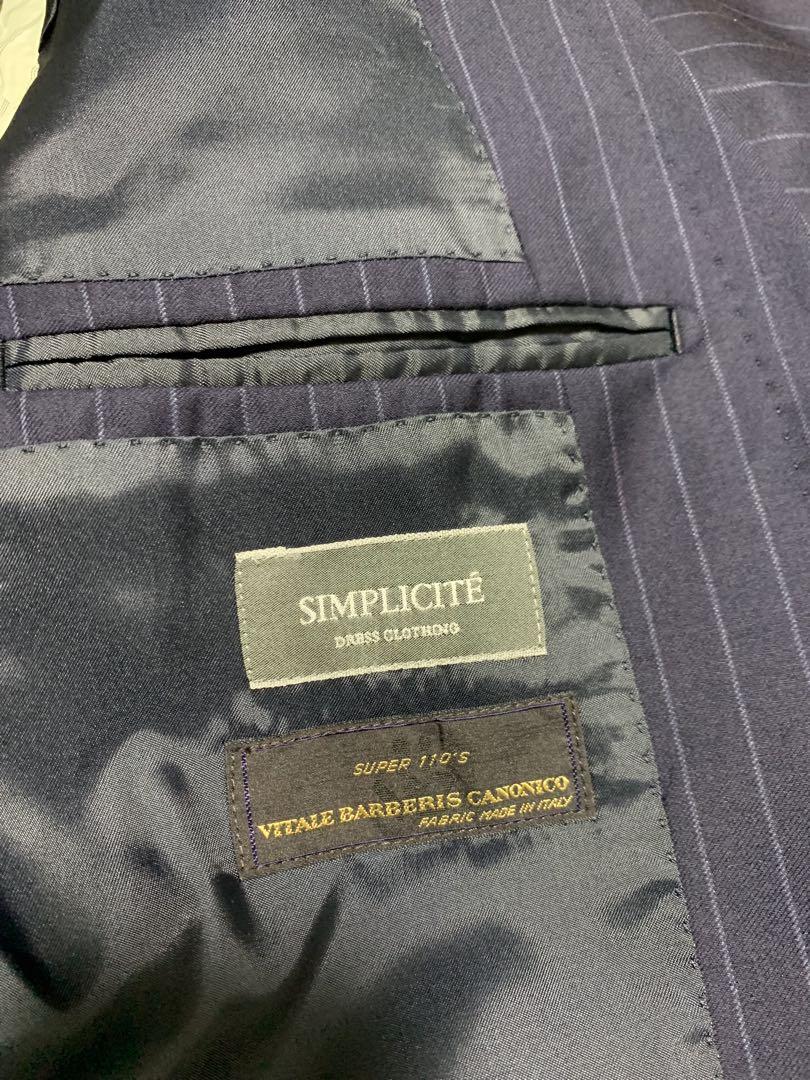 SIMPLICITÉ
DRESS CLOTHING
SUPER 110'S
VITALE BARBERIS CANONICO
FABRIC MADE IN ITALY